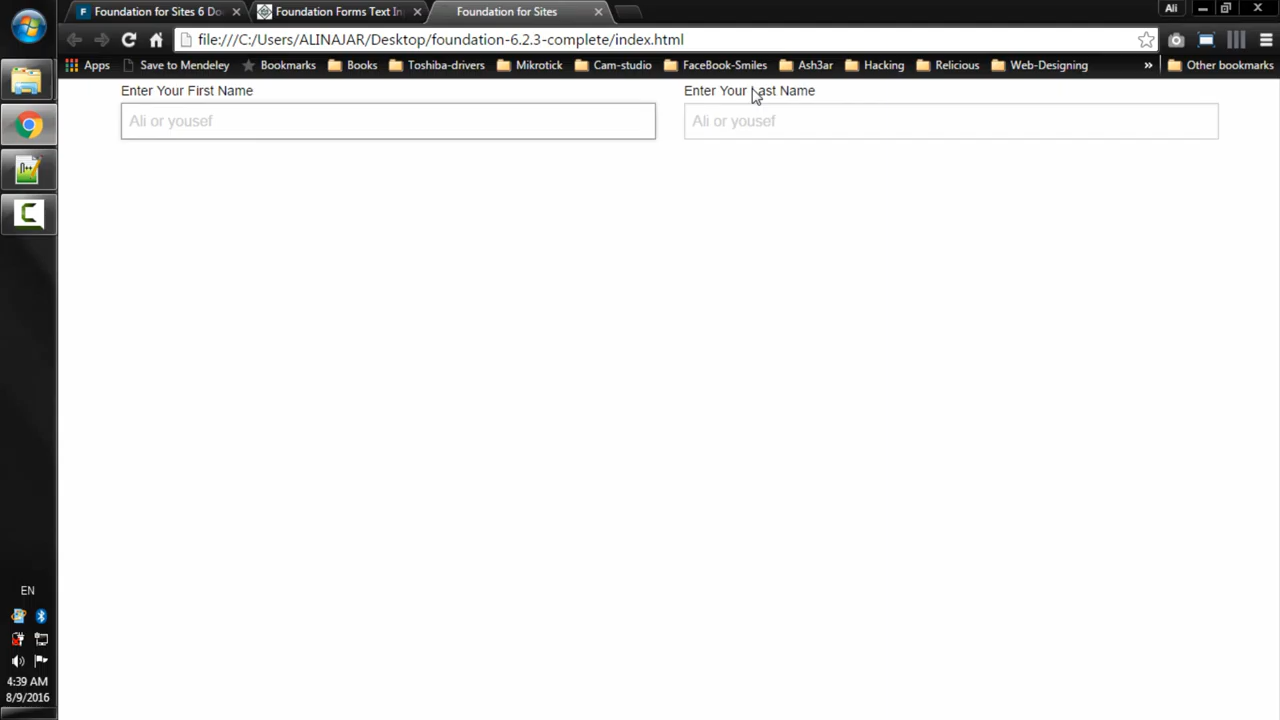 Foundation for Sites 6 Do
Foundation Forms Text In
Foundation for Sites
Ali
file:///C:/Users/ALINAJAR/Desktop/foundation-6.2.3-complete/index.html
Apps
Save to Mendeley
Bookmarks
Books
Toshiba-drivers
Mikrotick
Cam-studio
FaceBook-Smiles
Ash3ar
Hacking
Relicious
Web-Designing
»
Other bookmarks
Enter Your First Name
Enter Your Last Name
Ali or yousef
Ali or yousef
EN
4:39 AM
8/9/2016